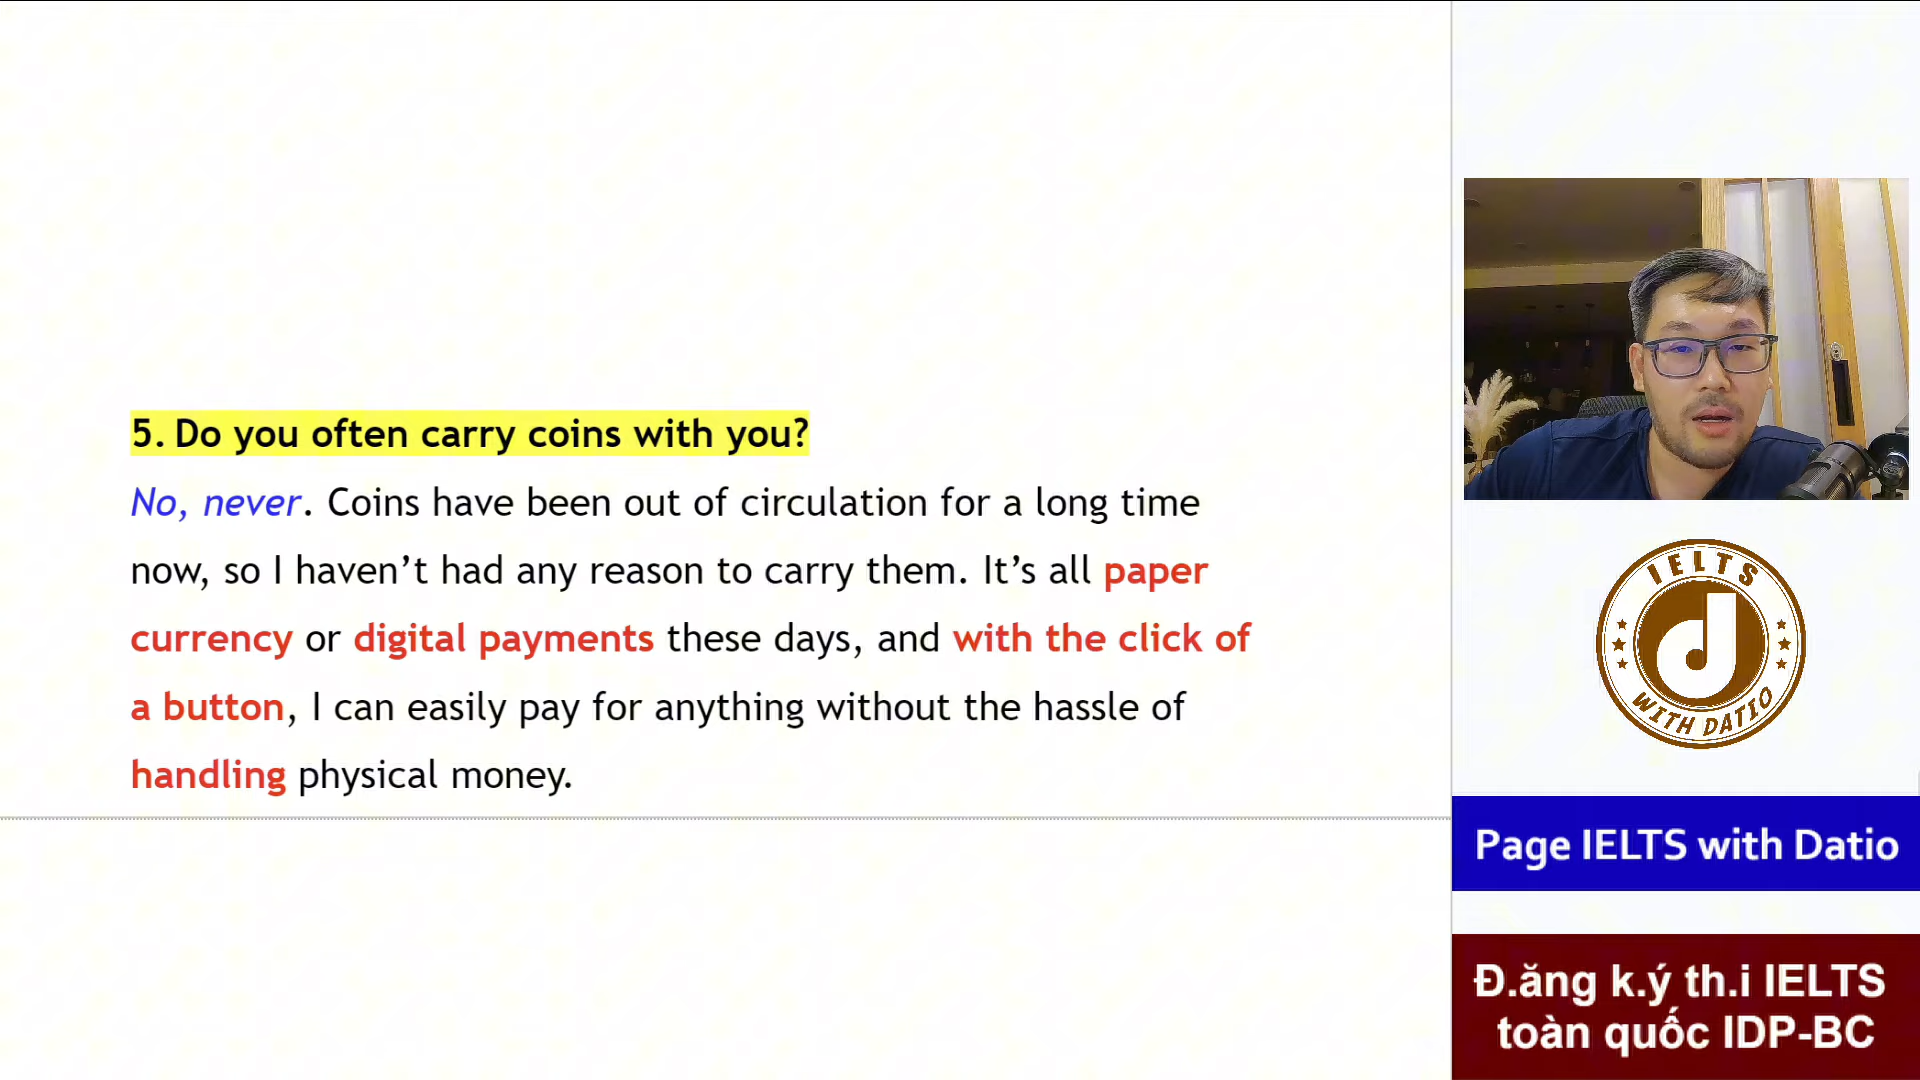 5. Do you often carry coins with you?
No, never. Coins have been out of circulation for a long time
now, so I haven’t had any reason to carry them. It’s all paper
currency or digital payments these days, and with the click of
a button, I can easily pay for anything without the hassle of
handling physical money.
IELTS
WITH DATIO
Page IELTS with Datio
Đ.ăng k.ý th.i IELTS
toàn quốc IDP-BC